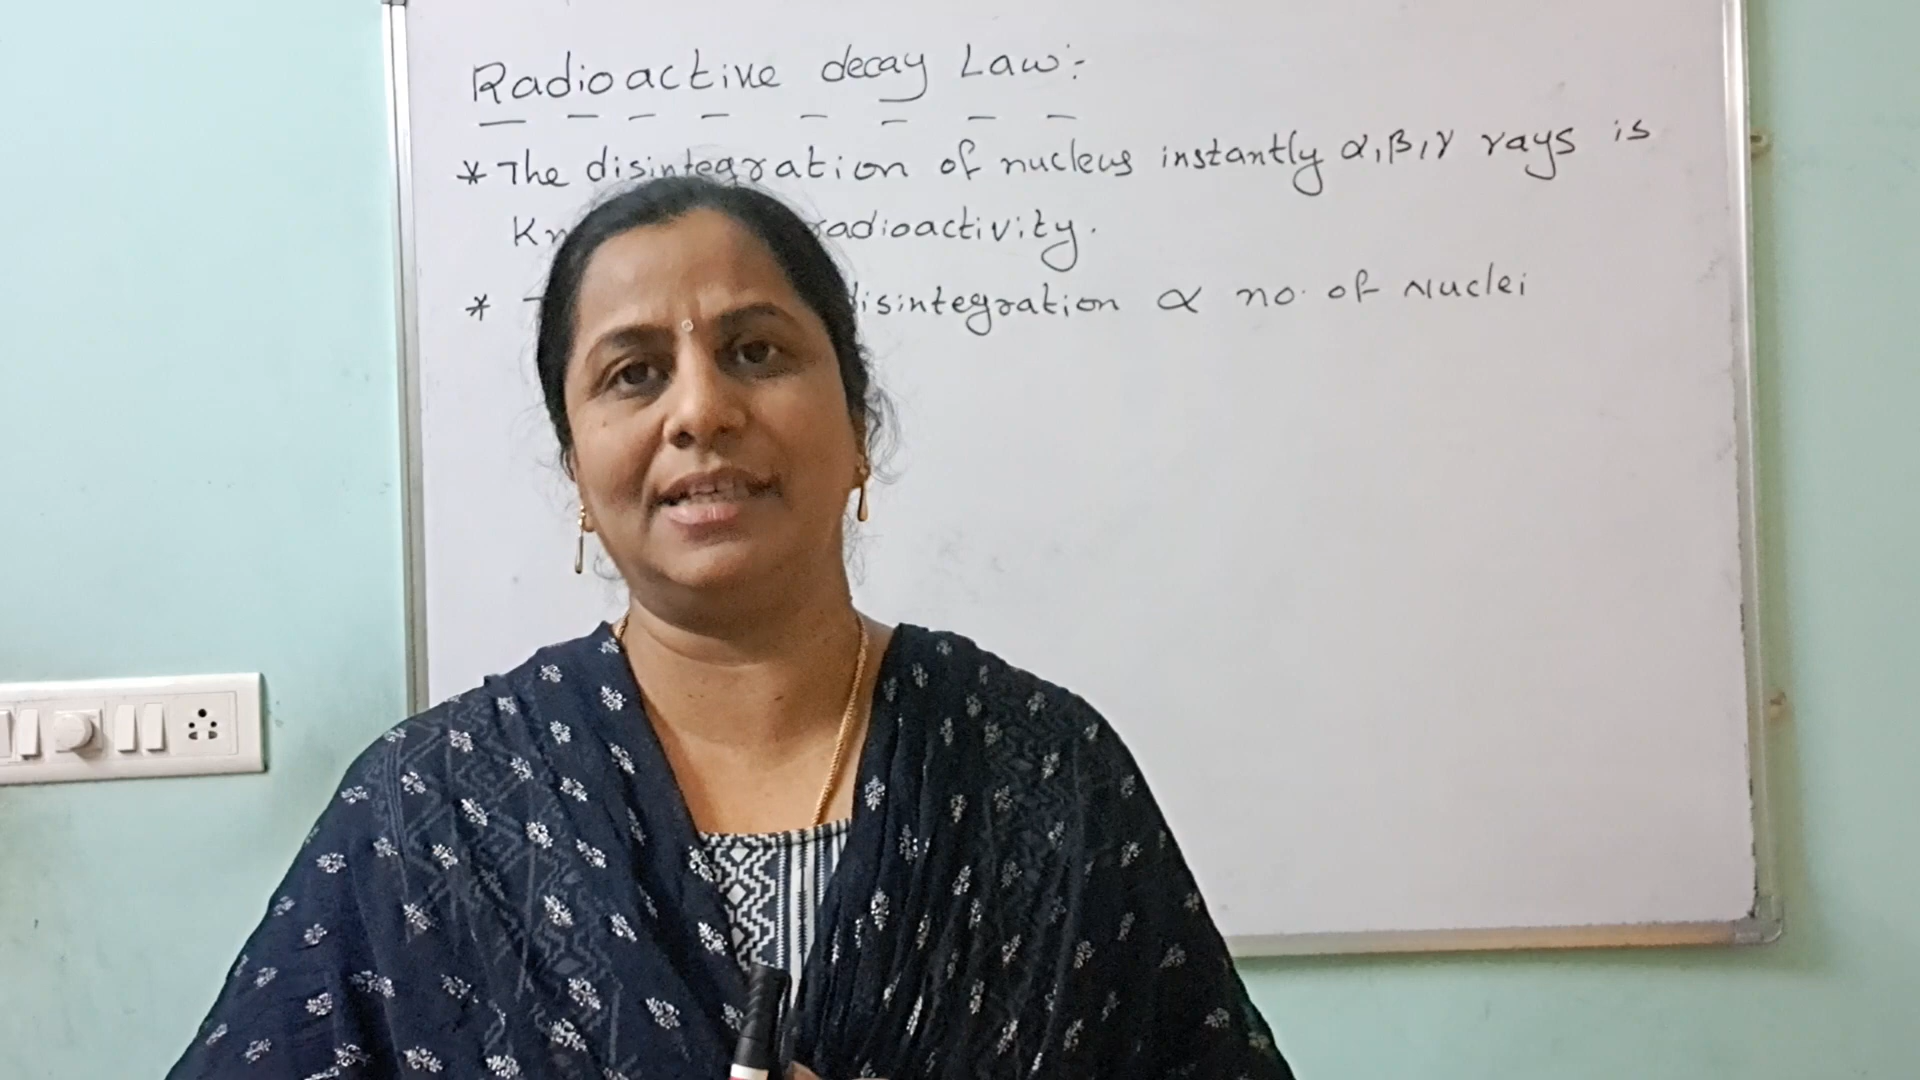 Radioactive decay Law:-
* The disintegration of nucleus instantly α, β, γ rays is
radioactivity.
* disintegration α no. of Nuclei